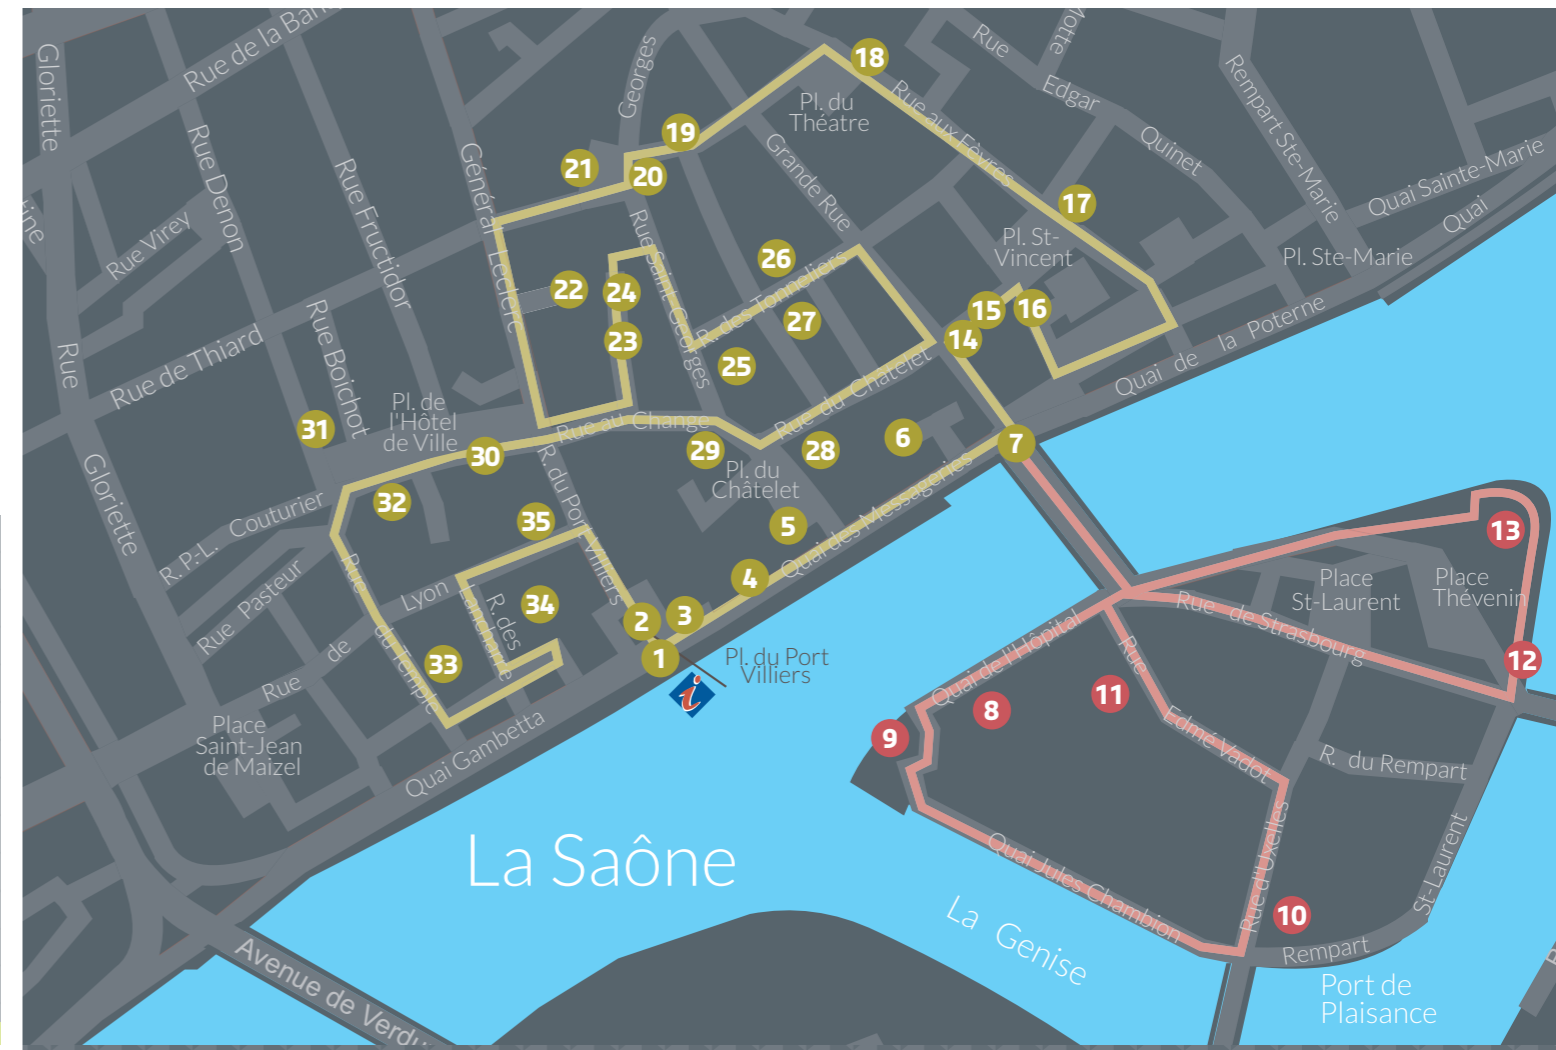 Gloriette
Rue de la Ban
Georges
Rue
Motte
Edgar
Quinet
Rempart Ste-Marie
18
Pl. du
Théatre
Rue aux Fèvres
19
Grande Rue
20
21
Général Leclerc
Rue Denon
Rue Fructidor
Rue Virey
tine
Quai Sainte-Marie
Quai
17
Pl. St-
Vincent
Pl. Ste-Marie
Rue Saint-Georges
26
22
24
R. des Tonneliers
27
15
16
14
23
25
Rue de Thiard
Rue Boichot
Rue
Quai de la Poterne
Rue du Chatelet
Pl. de
l'Hôtel
de Ville
31
Rue au Change
6
7
28
29
30
Pl. du
Châtelet
R. du Port Villiers
Quai des Messageries
Gloriette
R. P.-L. Couturier
32
35
5
13
4
Rue Pasteur
Rue
Lyon
R. des
Lancharre
34
3
2
Place
St-Laurent
Place
Thévenin
Rue de Strasbourg
Quai de l'Hôpital
Rue
de
du Temple
33
1
Pl. du Port
Villiers
i
12
11
8
9
Rue
Edmé Vadot
Place
Saint-Jean
de Maizel
Quai Gambetta
R. du Rempart
La Saône
Quai Jules Chambion
Rue d'Uxelles
St-Laurent
10
La Genise
Rempart
Avenue de Verdu
Port de
Plaisance